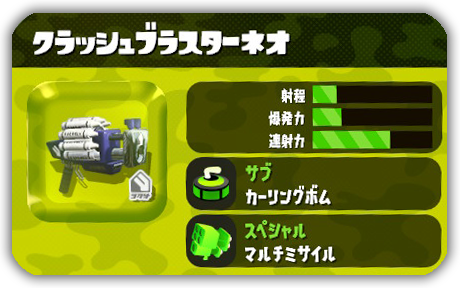 クラッシュブラスターネオ
射程
爆発力
連射力
サブ
カーリングボム
スペシャル
マルチミサイル